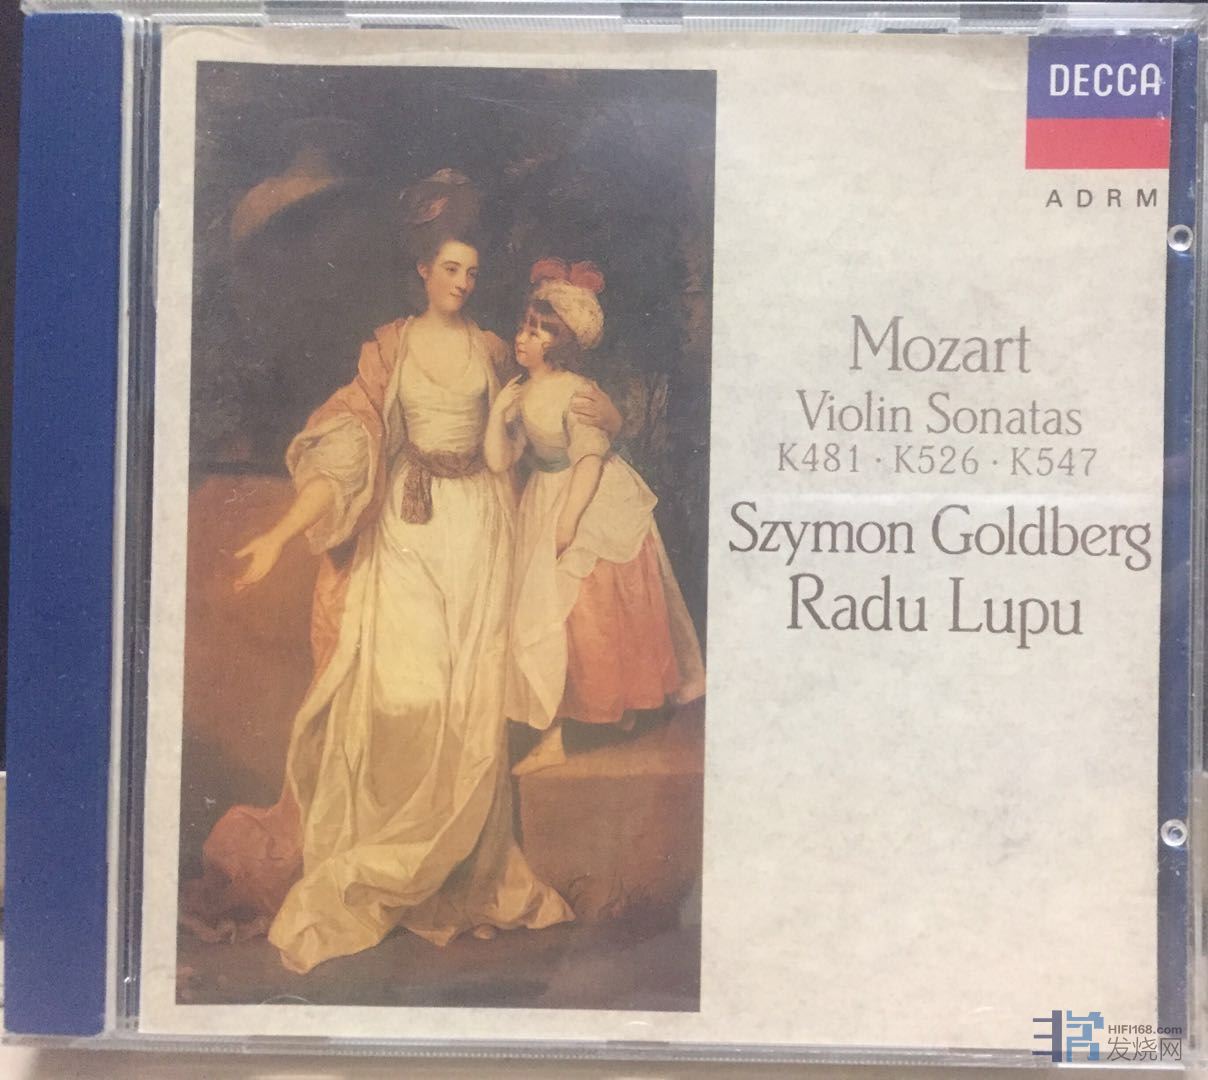 DECCA
ADRM
Mozart
Violin Sonatas
K481 · K526 · K547
Szymon Goldberg
Radu Lupu
HIFI168.com
发烧网